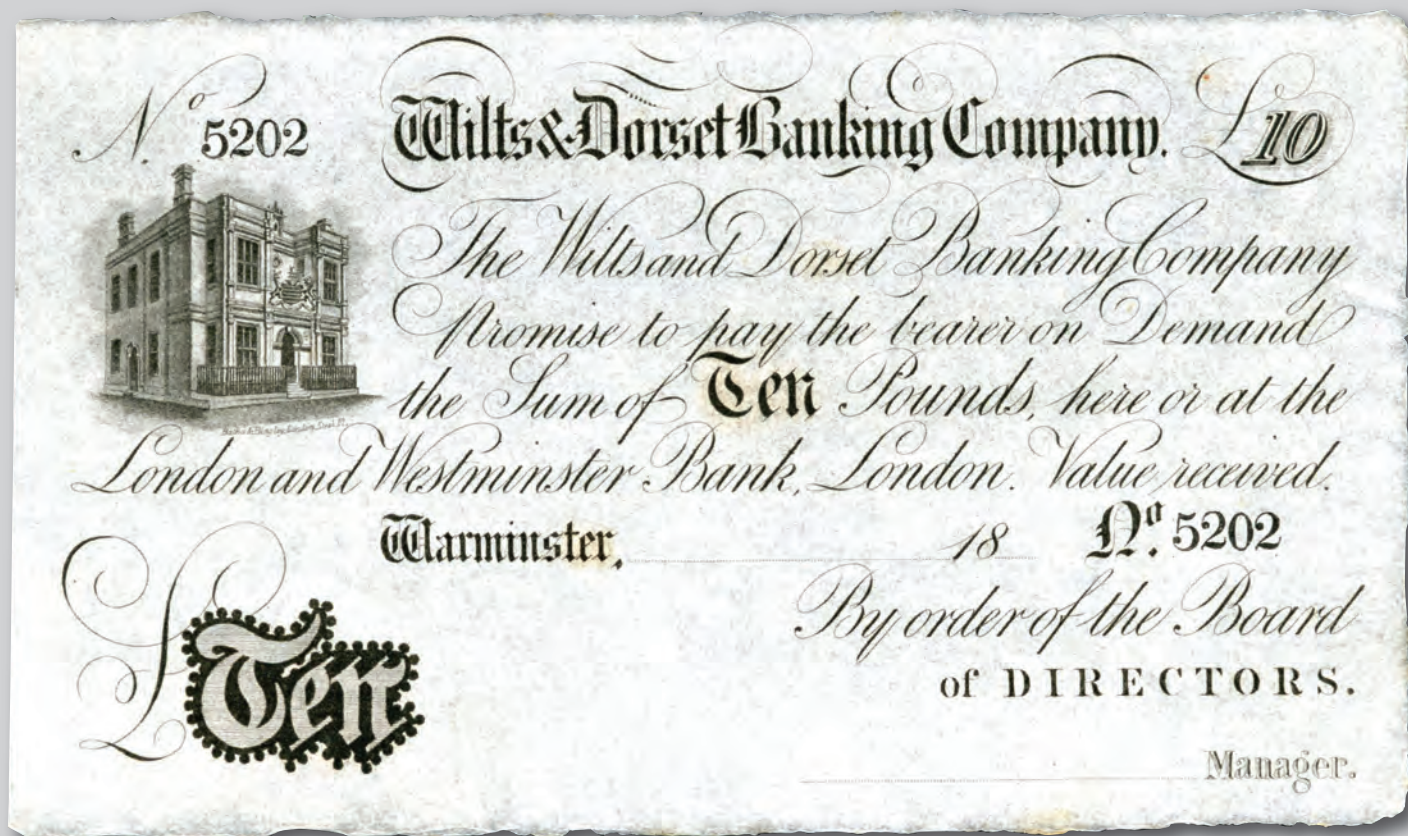 Nº 5202 Wilts & Dorset Banking Company. £10
The Wilts and Dorset Banking Company
Promise to pay the bearer on Demand
the Sum of Ten Pounds, here or at the
London and Westminster Bank, London. Value received.
Warminster, 18 Nº 5202
By order of the Board
of DIRECTORS.
£Ten
Manager.